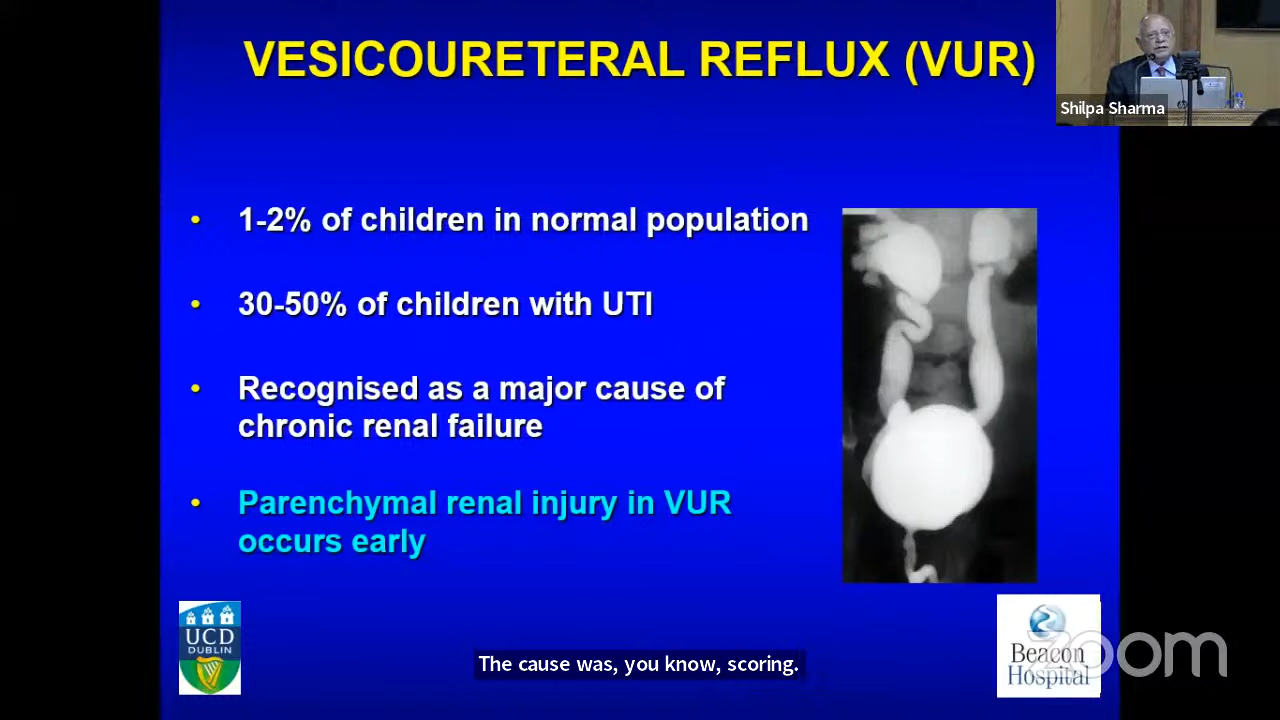 VESICOURETERAL REFLUX (VUR)
Shilpa Sharma
• 1-2% of children in normal population
• 30-50% of children with UTI
• Recognised as a major cause of
chronic renal failure
• Parenchymal renal injury in VUR
occurs early
UCD
DUBLIN
The cause was, you know, scoring.
Beacon
Hospital
zoom